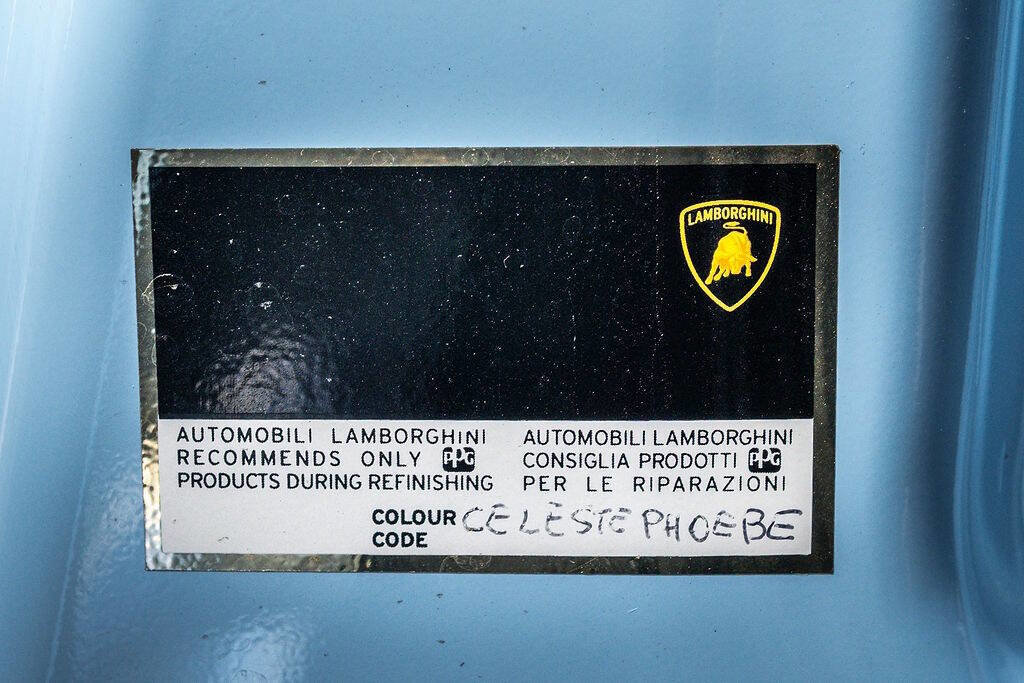 LAMBORGHINI
AUTOMOBILI LAMBORGHINI
RECOMMENDS ONLY PPG
PRODUCTS DURING REFINISHING
AUTOMOBILI LAMBORGHINI
CONSIGLIA PRODOTTI PPG
PER LE RIPARAZIONI
COLOUR CODE CELESTE PHOEBE